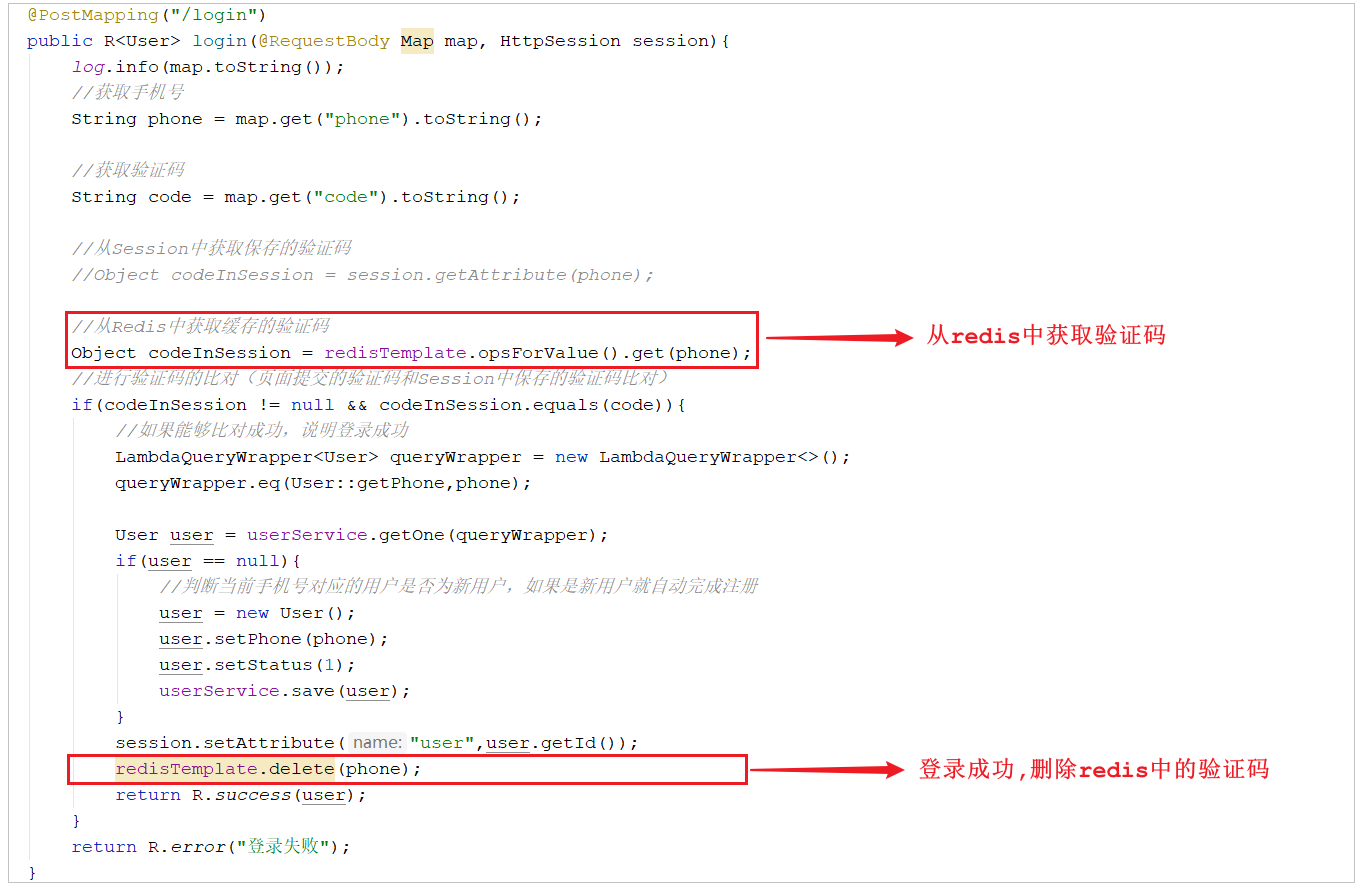 @PostMapping("/login")
public R<User> login(@RequestBody Map map, HttpSession session){
log.info(map.toString());
//获取手机号
String phone = map.get("phone").toString();
//获取验证码
String code = map.get("code").toString();
//从Session中获取保存的验证码
//Object codeInSession = session.getAttribute(phone);
//从Redis中获取缓存的验证码
从redis中获取验证码
Object codeInSession = redisTemplate.opsForValue().get(phone);
//进行验证码的比对（页面提交的验证码和Session中保存的验证码比对）
if(codeInSession != null && codeInSession.equals(code)){
//如果能够比对成功，说明登录成功
LambdaQueryWrapper<User> queryWrapper = new LambdaQueryWrapper<>();
queryWrapper.eq(User::getPhone,phone);
User user = userService.getOne(queryWrapper);
if(user == null){
//判断当前手机号对应的用户是否为新用户，如果是新用户就自动完成注册
user = new User();
user.setPhone(phone);
user.setStatus(1);
userService.save(user);
}
session.setAttribute( name: "user",user.getId());
redisTemplate.delete(phone);
登录成功,删除redis中的验证码
return R.success(user);
}
return R.error("登录失败");
}